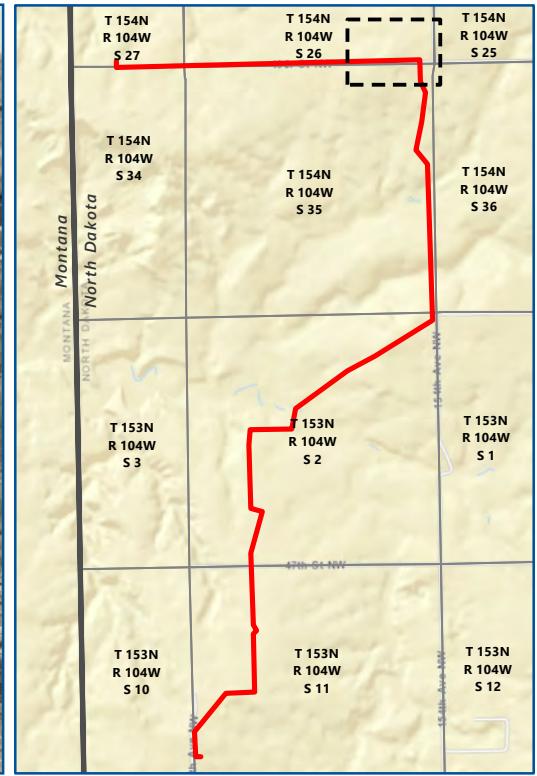 T 154N
R 104W
S 27
T 154N
R 104W
S 26
T 154N
R 104W
S 25
T 154N
R 104W
S 34
T 154N
R 104W
S 35
T 154N
R 104W
S 36
Montana
North Dakota
MONTANA
154th Ave NW
T 153N
R 104W
S 3
T 153N
R 104W
S 2
T 153N
R 104W
S 1
47th St NW
T 153N
R 104W
S 10
T 153N
R 104W
S 11
T 153N
R 104W
S 12
154th Ave NW